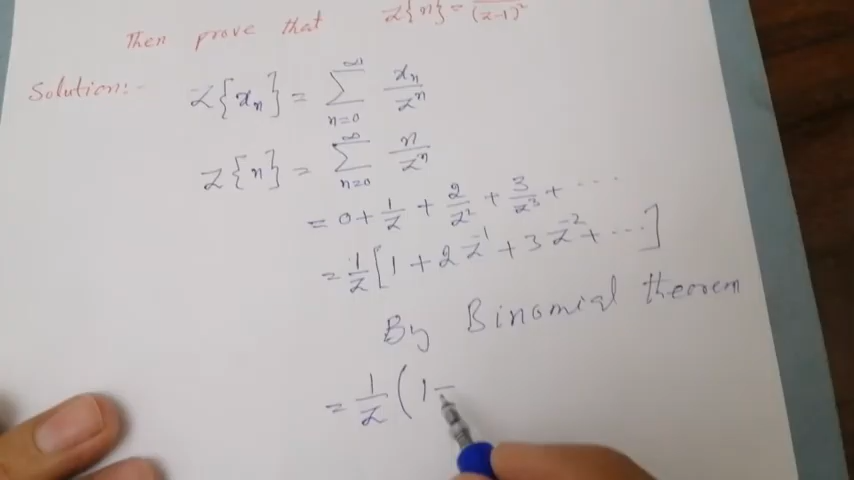 Then prove that Z{n} = /(z-1)²
Solution:- Z{xₙ} = ∞ Σ n=0 xₙ/zⁿ
Z{n} = ∞ Σ n=0 n/zⁿ
= 0 + 1/z + 2/z² + 3/z³ + ...
= 1/z [1 + 2z⁻¹ + 3z⁻² + ...]
By Binomial theorem
= 1/z (1-